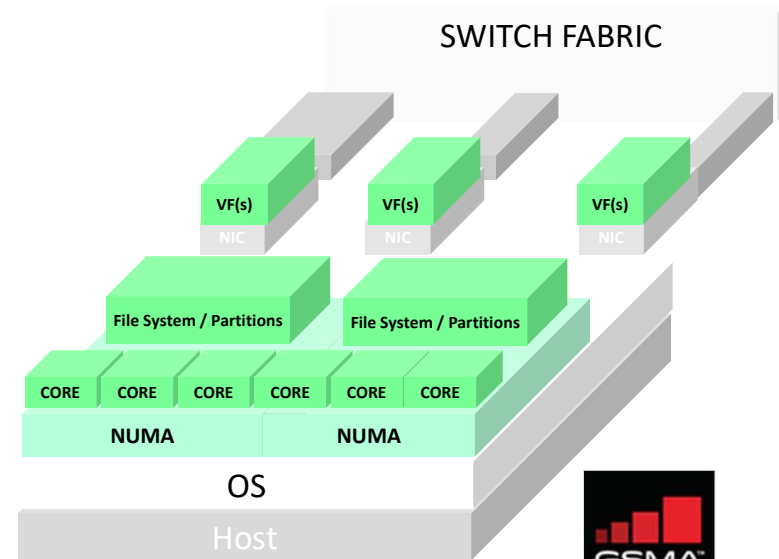 SWITCH FABRIC
VF(s)
VF(s)
VF(s)
NIC
NIC
NIC
File System / Partitions
File System / Partitions
CORE
CORE
CORE
CORE
CORE
CORE
NUMA
NUMA
OS
Host
GSMA™